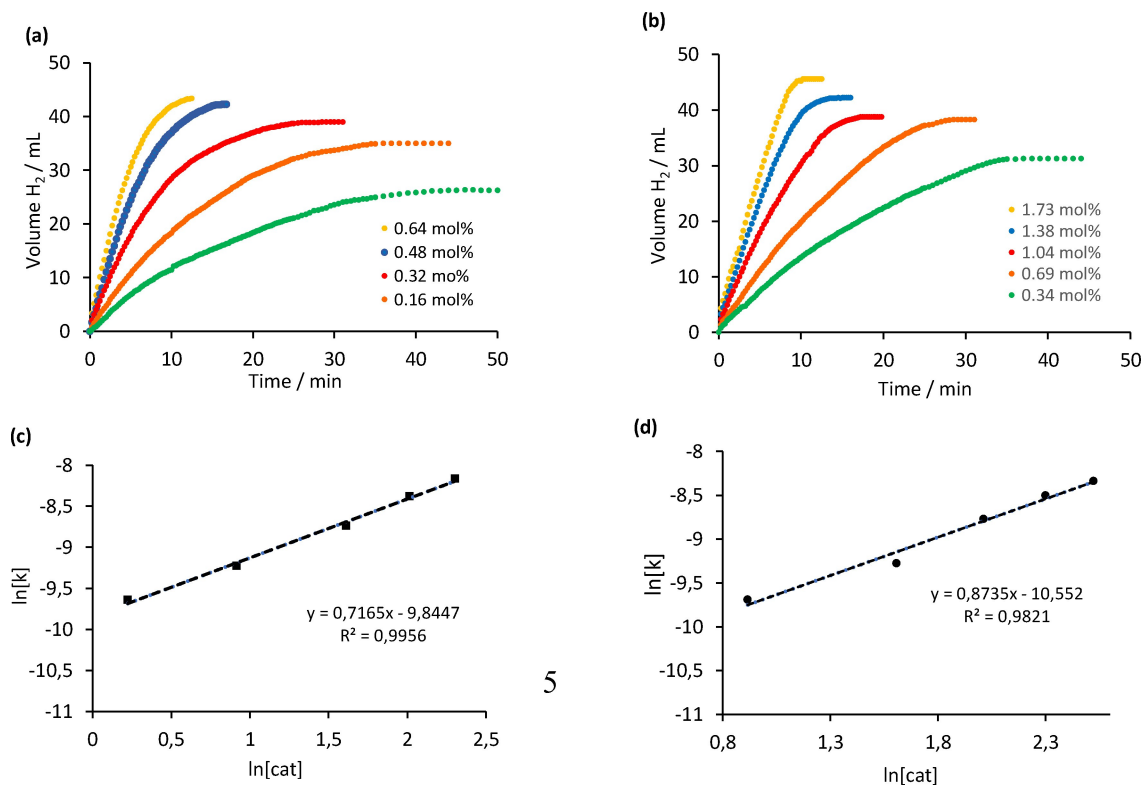 (a)
Volume H2 / mL
50
40
30
20
10
0
0 10 20 30 40 50
Time / min
0.64 mol%
0.48 mol%
0.32 mo%
0.16 mol%
(b)
Volume H2 / mL
50
40
30
20
10
0
0 10 20 30 40 50
Time / min
1.73 mol%
1.38 mol%
1.04 mol%
0.69 mol%
0.34 mol%
(c)
ln[k]
-8
-8,5
-9
-9,5
-10
-10,5
-11
0 0,5 1 1,5 2 2,5
ln[cat]
y = 0,7165x - 9,8447
R² = 0,9956
5
(d)
ln[k]
-8
-8,5
-9
-9,5
-10
-10,5
-11
0,8 1,3 1,8 2,3
ln[cat]
y = 0,8735x - 10,552
R² = 0,9821